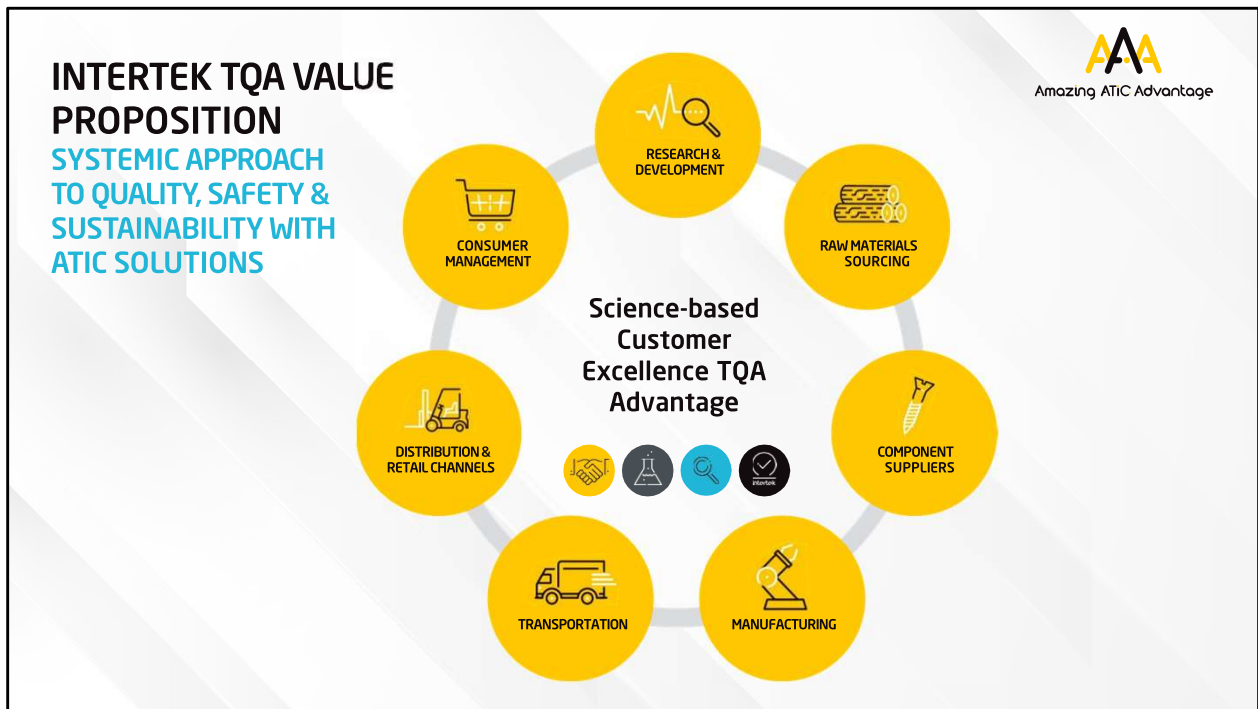 INTERTEK TQA VALUE
PROPOSITION
SYSTEMIC APPROACH
TO QUALITY, SAFETY &
SUSTAINABILITY WITH
ATIC SOLUTIONS
AAA
Amazing ATiC Advantage
RESEARCH &
DEVELOPMENT
RAW MATERIALS
SOURCING
COMPONENT
SUPPLIERS
MANUFACTURING
TRANSPORTATION
DISTRIBUTION &
RETAIL CHANNELS
CONSUMER
MANAGEMENT
Science-based
Customer
Excellence TQA
Advantage
intertek